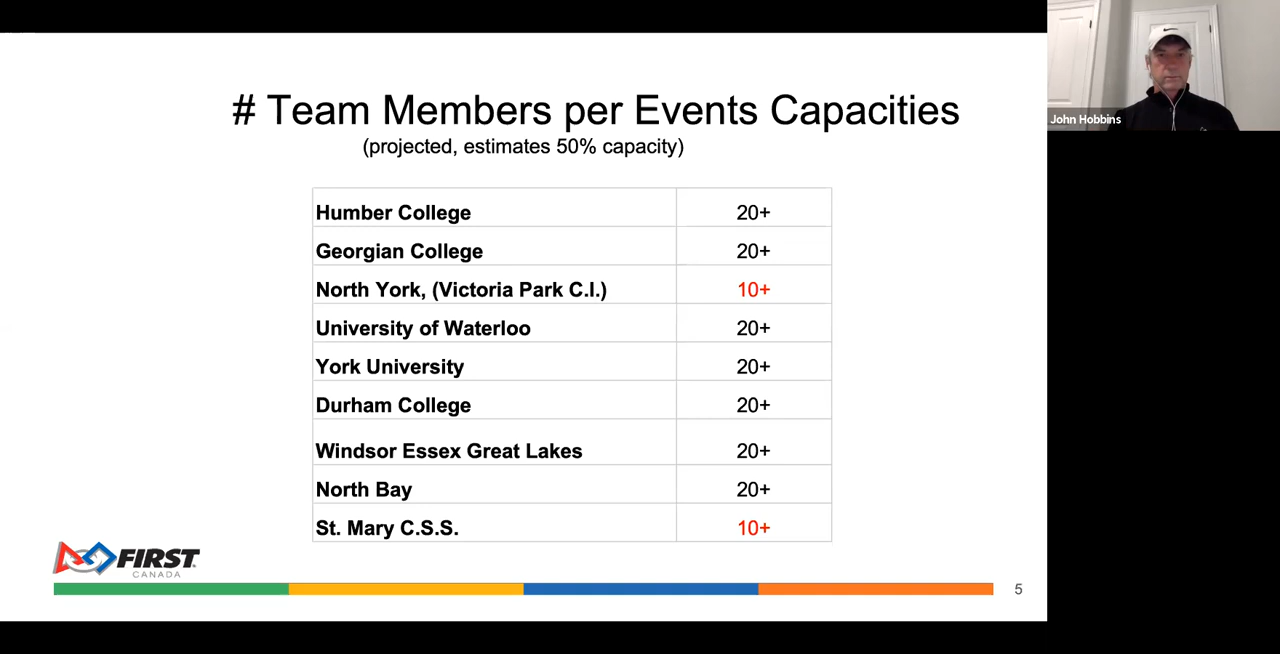 # Team Members per Events Capacities
(projected, estimates 50% capacity)
Humber College 20+
Georgian College 20+
North York, (Victoria Park C.I.) 10+
University of Waterloo 20+
York University 20+
Durham College 20+
Windsor Essex Great Lakes 20+
North Bay 20+
St. Mary C.S.S. 10+
FIRST
CANADA
5
John Hobbins